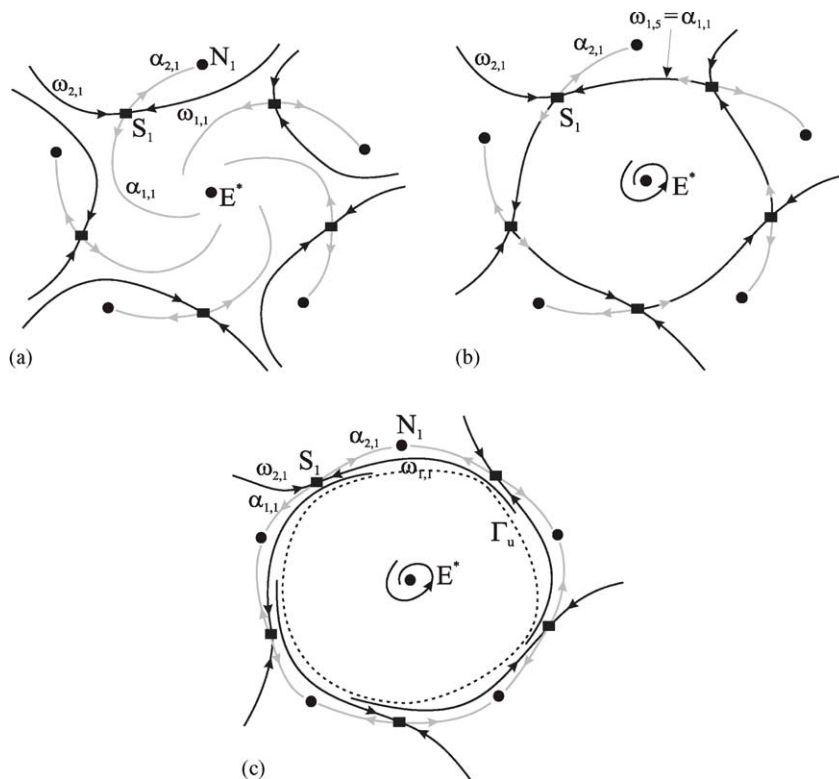 α2,1
N1
ω2,1
S1
ω1,1
α1,1
E*
(a)
ω1,5=α1,1
ω2,1
α2,1
S1
E*
(b)
N1
α2,1
S1
ω2,1
ωr,r
α1,1
Γu
E*
(c)